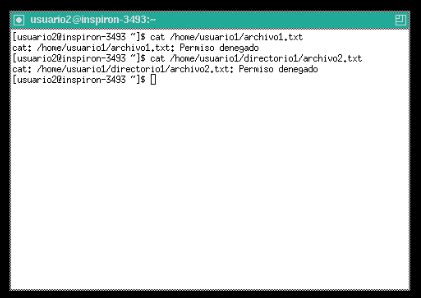 usuario2@inspiron-3493:~
[usuario2@inspiron-3493 ~]$ cat /home/usuario1/archivo1.txt
cat: /home/usuario1/archivo1.txt: Permiso denegado
[usuario2@inspiron-3493 ~]$ cat /home/usuario1/directorio1/archivo2.txt
cat: /home/usuario1/directorio1/archivo2.txt: Permiso denegado
[usuario2@inspiron-3493 ~]$